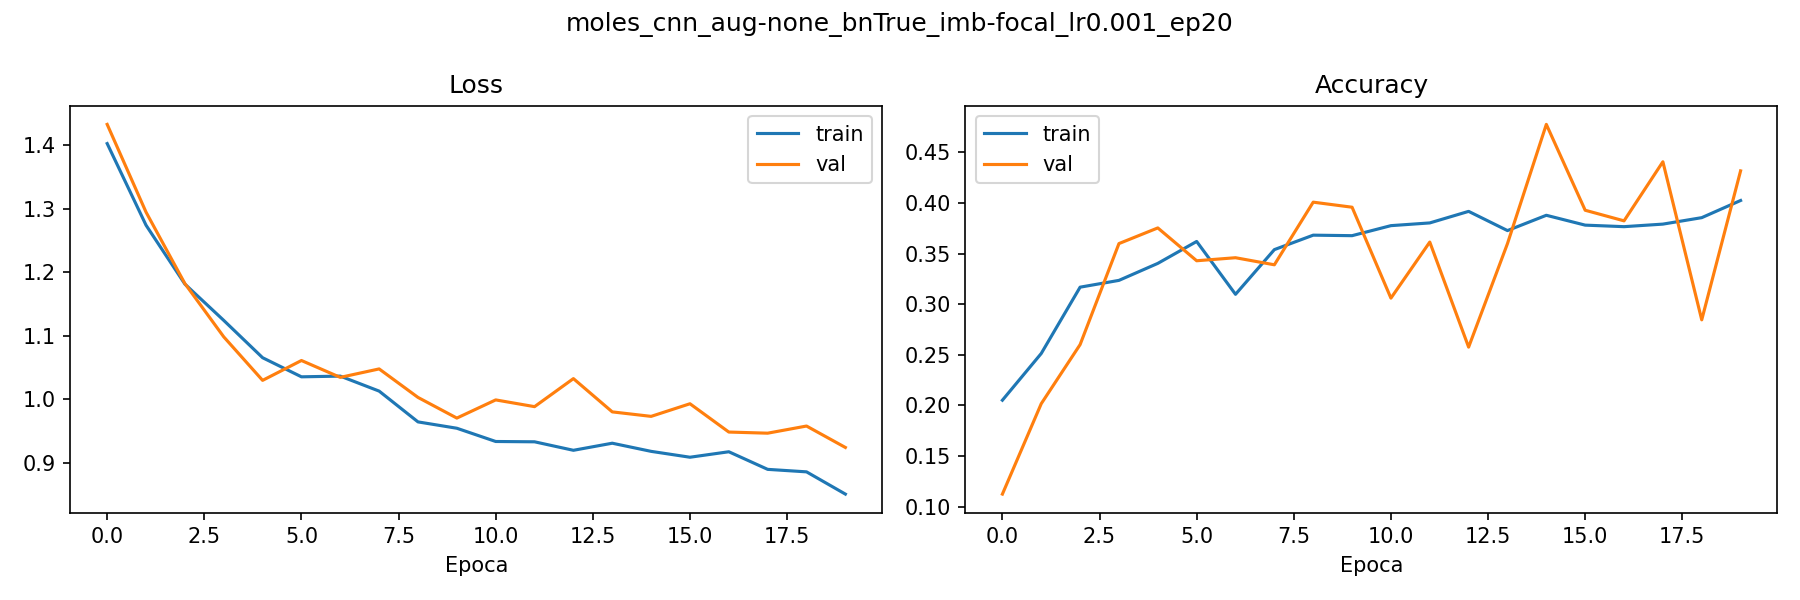 moles_cnn_aug-none_bnTrue_imb-focal_lr0.001_ep20
Loss
1.4
1.3
1.2
1.1
1.0
0.9
train
val
0.0 2.5 5.0 7.5 10.0 12.5 15.0 17.5
Epoca
Accuracy
0.45
0.40
0.35
0.30
0.25
0.20
0.15
0.10
train
val
0.0 2.5 5.0 7.5 10.0 12.5 15.0 17.5
Epoca